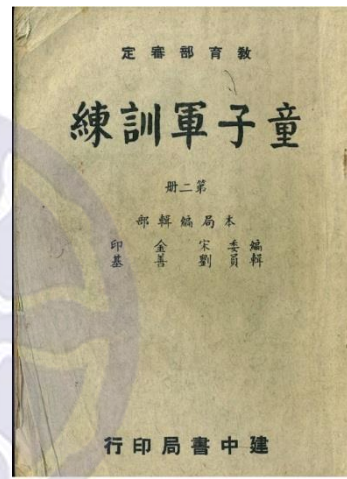 教育部審定
童子軍訓練
第二册
本局編輯部
編輯委員
宋金印
劉善基
建中書局印行